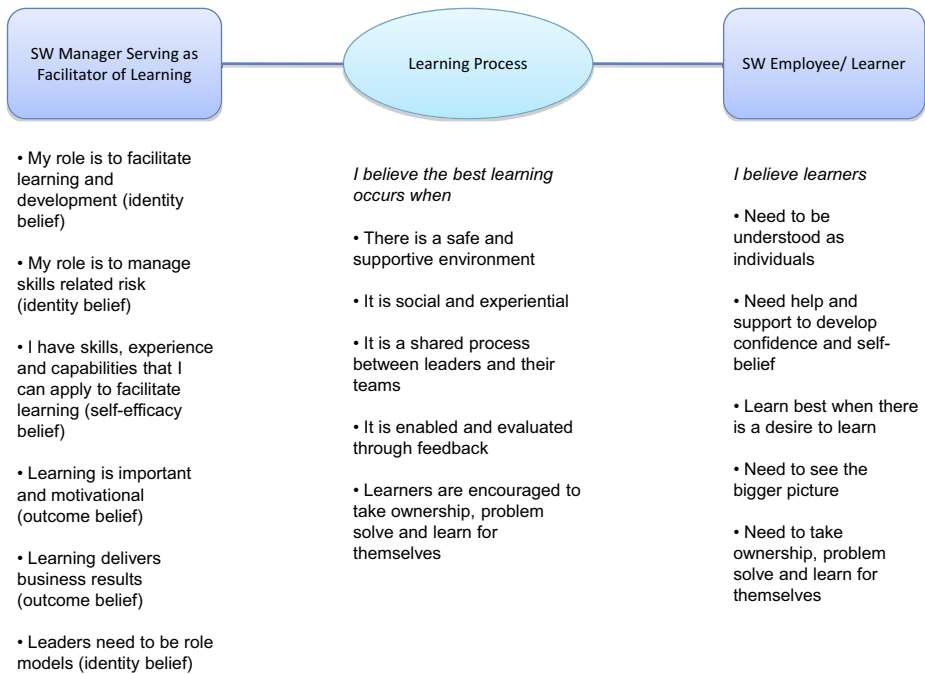 SW Manager Serving as
Facilitator of Learning
Learning Process
SW Employee/ Learner
• My role is to facilitate
learning and
development (identity
belief)
• My role is to manage
skills related risk
(identity belief)
• I have skills, experience
and capabilities that I
can apply to facilitate
learning (self-efficacy
belief)
• Learning is important
and motivational
(outcome belief)
• Learning delivers
business results
(outcome belief)
• Leaders need to be role
models (identity belief)
I believe the best learning
occurs when
• There is a safe and
supportive environment
• It is social and experiential
• It is a shared process
between leaders and their
teams
• It is enabled and evaluated
through feedback
• Learners are encouraged to
take ownership, problem
solve and learn for
themselves
I believe learners
• Need to be
understood as
individuals
• Need help and
support to develop
confidence and self-
belief
• Learn best when there
is a desire to learn
• Need to see the
bigger picture
• Need to take
ownership, problem
solve and learn for
themselves